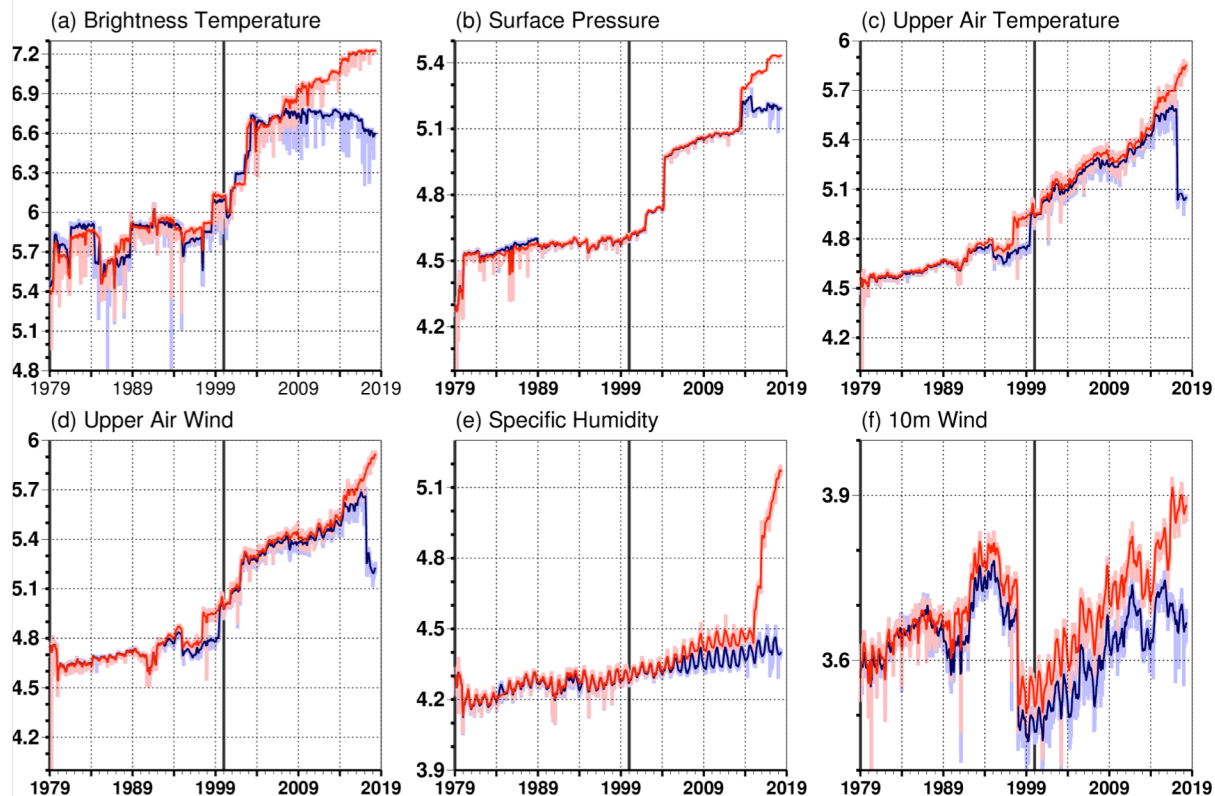 (a) Brightness Temperature
7.2
6.9
6.6
6.3
6
5.7
5.4
5.1
4.8
1979 1989 1999 2009 2019
(b) Surface Pressure
5.4
5.1
4.8
4.5
4.2
1979 1989 1999 2009 2019
(c) Upper Air Temperature
6
5.7
5.4
5.1
4.8
4.5
4.2
1979 1989 1999 2009 2019
(d) Upper Air Wind
6
5.7
5.4
5.1
4.8
4.5
4.2
1979 1989 1999 2009 2019
(e) Specific Humidity
5.1
4.8
4.5
4.2
3.9
1979 1989 1999 2009 2019
(f) 10m Wind
3.9
3.6
1979 1989 1999 2009 2019